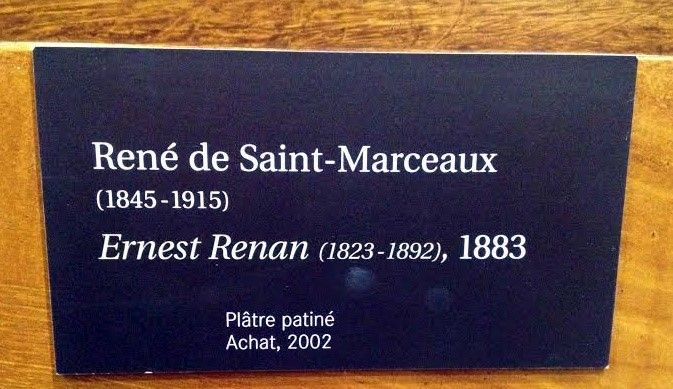 René de Saint-Marceaux
(1845-1915)
Ernest Renan (1823-1892), 1883
Plâtre patiné
Achat, 2002